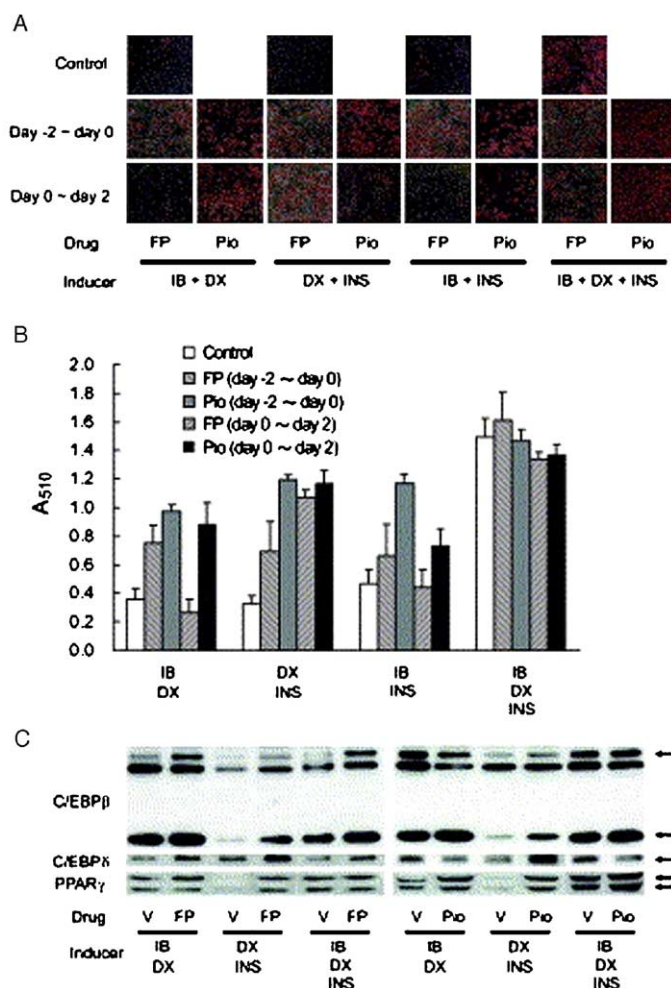 A
Control
Day -2 ~ day 0
Day 0 ~ day 2
Drug FP Pio FP Pio FP Pio FP Pio
Inducer IB + DX DX + INS IB + INS IB + DX + INS
B
Control
FP (day -2 ~ day 0)
Pio (day -2 ~ day 0)
FP (day 0 ~ day 2)
Pio (day 0 ~ day 2)
A510
2.0
1.8
1.6
1.4
1.2
1.0
0.8
0.6
0.4
0.2
0.0
IB DX IB IB
DX INS INS DX
INS
C
C/EBPβ
C/EBPδ
PPARγ
Drug V FP V FP V FP V Pio V Pio V Pio
Inducer IB DX IB IB DX IB
DX INS DX DX INS DX
INS INS